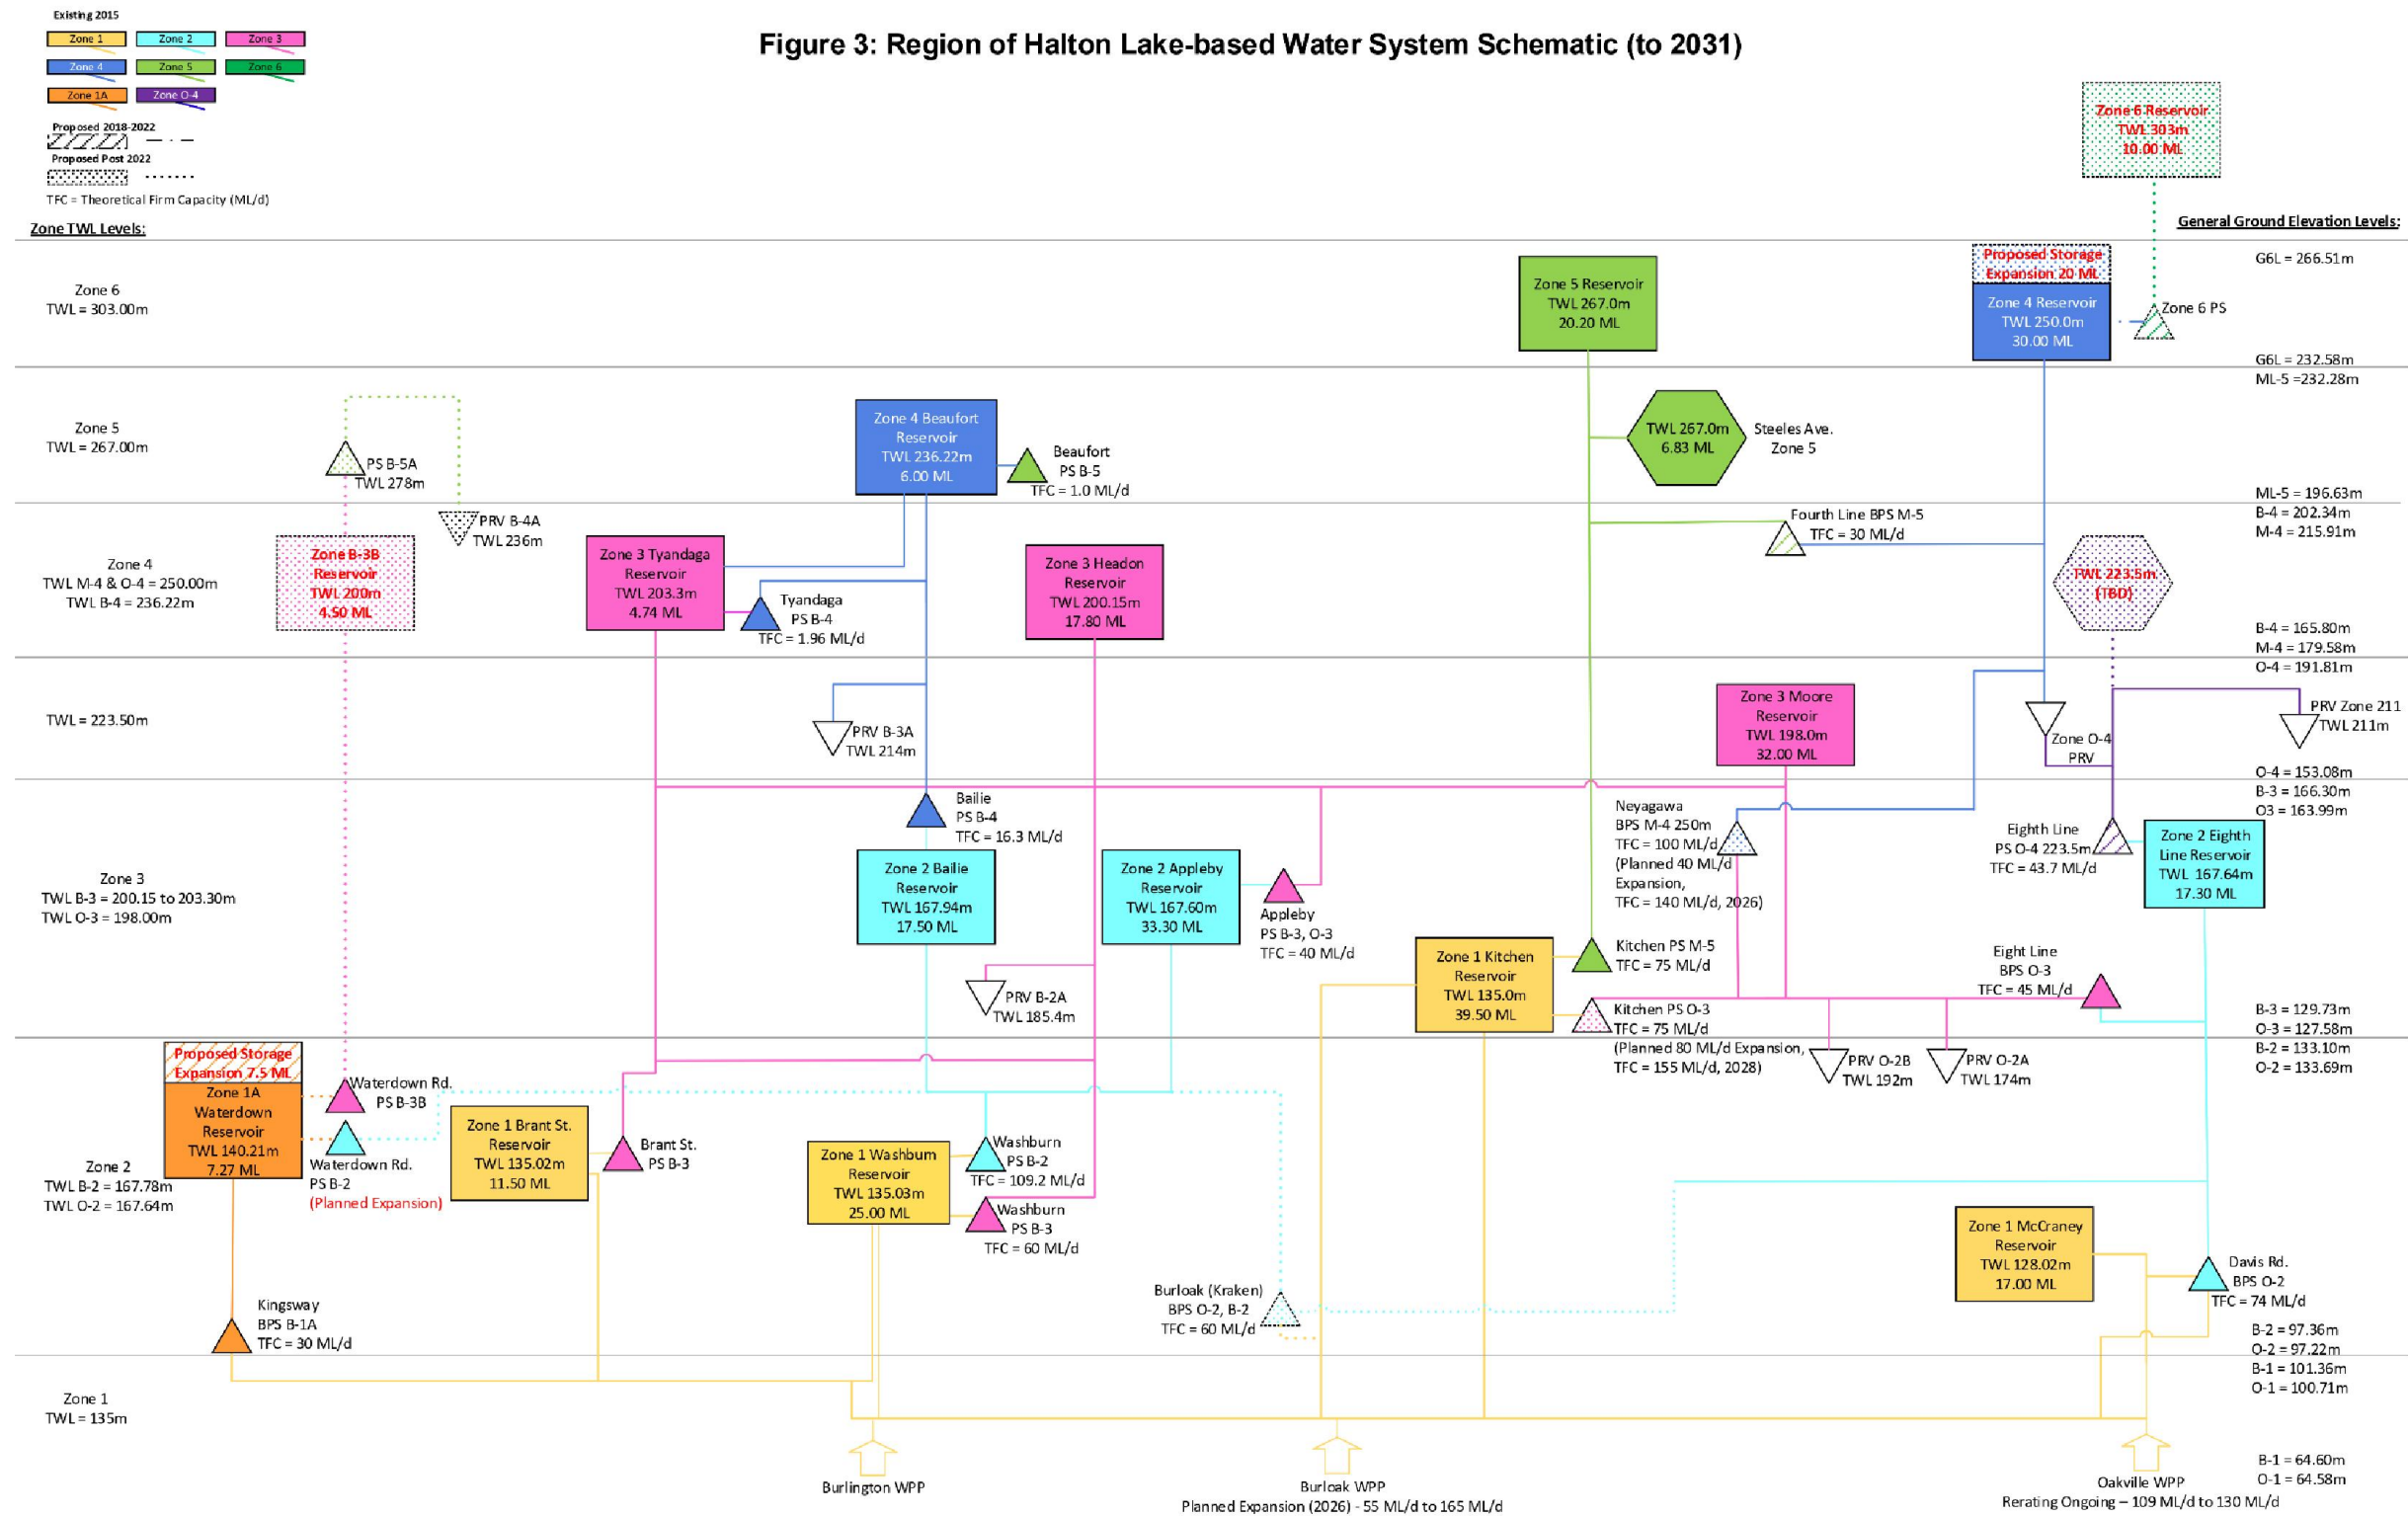 Figure 3: Region of Halton Lake-based Water System Schematic (to 2031)
Existing 2015
Zone 1
Zone 2
Zone 3
Zone 4
Zone 5
Zone 6
Zone 1A
Zone O-4
Proposed 2018-2022
Proposed Post 2022
TFC = Theoretical Firm Capacity (ML/d)
Zone TWL Levels:
General Ground Elevation Levels:
Zone 6 Reservoir
TWL 303m
10.00 ML
Zone 6
TWL = 303.00m
Zone 5 Reservoir
TWL 267.0m
20.20 ML
Proposed Storage
Expansion 20 ML
Zone 4 Reservoir
TWL 250.0m
30.00 ML
Zone 6 PS
G6L = 266.51m
G6L = 232.58m
ML-5 =232.28m
Zone 5
TWL = 267.00m
PS B-5A
TWL 278m
Zone 4 Beaufort
Reservoir
TWL 236.22m
6.00 ML
Beaufort
PS B-5
TFC = 1.0 ML/d
TWL 267.0m
6.83 ML
Steeles Ave.
Zone 5
ML-5 = 196.63m
B-4 = 202.34m
M-4 = 215.91m
Zone 4
TWL M-4 & O-4 = 250.00m
TWL B-4 = 236.22m
Zone B-3B
Reservoir
TWL 200m
4.50 ML
PRV B-4A
TWL 236m
Zone 3 Tyandaga
Reservoir
TWL 203.3m
4.74 ML
Tyandaga
PS B-4
TFC = 1.96 ML/d
Zone 3 Headon
Reservoir
TWL 200.15m
17.80 ML
Fourth Line BPS M-5
TFC = 30 ML/d
TWL 223.5m
(TBD)
B-4 = 165.80m
M-4 = 179.58m
O-4 = 191.81m
TWL = 223.50m
PRV B-3A
TWL 214m
Zone 3 Moore
Reservoir
TWL 198.0m
32.00 ML
Zone O-4
PRV
PRV Zone 211
TWL 211m
O-4 = 153.08m
B-3 = 166.30m
O3 = 163.99m
Zone 3
TWL B-3 = 200.15 to 203.30m
TWL O-3 = 198.00m
Bailie
PS B-4
TFC = 16.3 ML/d
Zone 2 Bailie
Reservoir
TWL 167.94m
17.50 ML
Zone 2 Appleby
Reservoir
TWL 167.60m
33.30 ML
Appleby
PS B-3, O-3
TFC = 40 ML/d
PRV B-2A
TWL 185.4m
Neyagawa
BPS M-4 250m
TFC = 100 ML/d
(Planned 40 ML/d
Expansion,
TFC = 140 ML/d, 2026)
Eighth Line
PS O-4 223.5m
TFC = 43.7 ML/d
Zone 2 Eighth
Line Reservoir
TWL 167.64m
17.30 ML
Zone 1 Kitchen
Reservoir
TWL 135.0m
39.50 ML
Kitchen PS M-5
TFC = 75 ML/d
Kitchen PS O-3
TFC = 75 ML/d
(Planned 80 ML/d Expansion,
TFC = 155 ML/d, 2028)
Eight Line
BPS O-3
TFC = 45 ML/d
PRV O-2B
TWL 192m
PRV O-2A
TWL 174m
B-3 = 129.73m
O-3 = 127.58m
B-2 = 133.10m
O-2 = 133.69m
Zone 2
TWL B-2 = 167.78m
TWL O-2 = 167.64m
Proposed Storage
Expansion 7.5 ML
Zone 1A
Waterdown
Reservoir
TWL 140.21m
7.27 ML
Waterdown Rd.
PS B-3B
Waterdown Rd.
PS B-2
(Planned Expansion)
Zone 1 Brant St.
Reservoir
TWL 135.02m
11.50 ML
Brant St.
PS B-3
Zone 1 Washburn
Reservoir
TWL 135.03m
25.00 ML
Washburn
PS B-2
TFC = 109.2 ML/d
Washburn
PS B-3
TFC = 60 ML/d
Burloak (Kraken)
BPS O-2, B-2
TFC = 60 ML/d
Zone 1 McCraney
Reservoir
TWL 128.02m
17.00 ML
Davis Rd.
BPS O-2
TFC = 74 ML/d
Kingsway
BPS B-1A
TFC = 30 ML/d
B-2 = 97.36m
O-2 = 97.22m
B-1 = 101.36m
O-1 = 100.71m
Zone 1
TWL = 135m
Burlington WPP
Burloak WPP
Planned Expansion (2026) - 55 ML/d to 165 ML/d
Oakville WPP
Rerating Ongoing – 109 ML/d to 130 ML/d
B-1 = 64.60m
O-1 = 64.58m